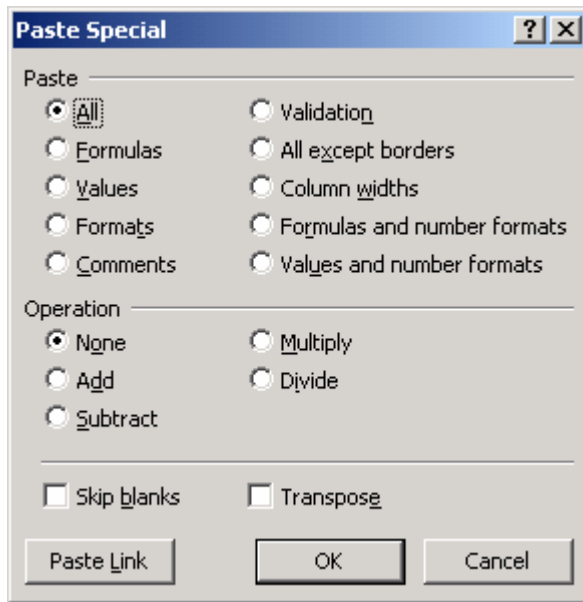 Paste Special
Paste
All Validation
Formulas All except borders
Values Column widths
Formats Formulas and number formats
Comments Values and number formats
Operation
None Multiply
Add Divide
Subtract
Skip blanks Transpose
Paste Link OK Cancel